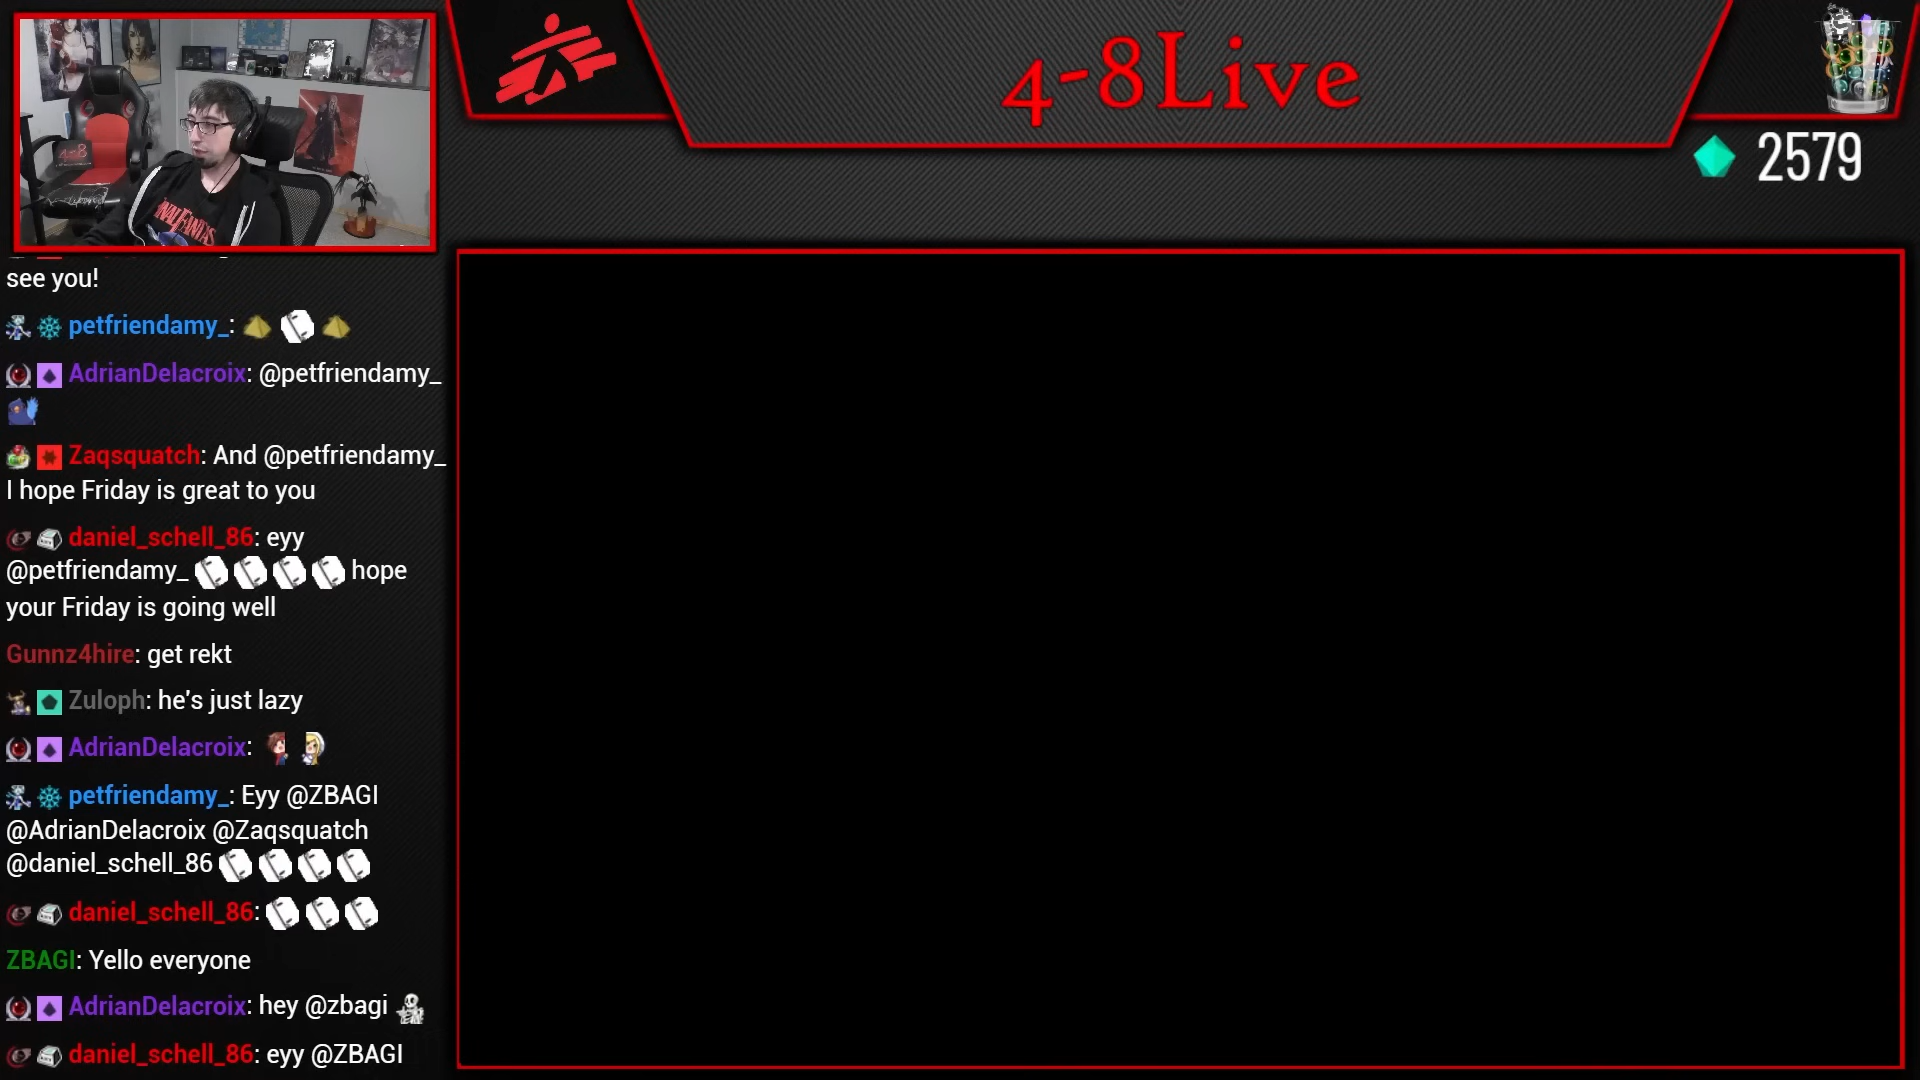 4-8Live
2579
see you!
petfriendamy_:
AdrianDelacroix: @petfriendamy_
Zaqsquatch: And @petfriendamy_
I hope Friday is great to you
daniel_schell_86: eyy
@petfriendamy_ hope
your Friday is going well
Gunnz4hire: get rekt
Zuloph: he's just lazy
AdrianDelacroix:
petfriendamy_: Eyy @ZBAGI
@AdrianDelacroix @Zaqsquatch
@daniel_schell_86
daniel_schell_86:
ZBAGI: Yello everyone
AdrianDelacroix: hey @zbagi
daniel_schell_86: eyy @ZBAGI